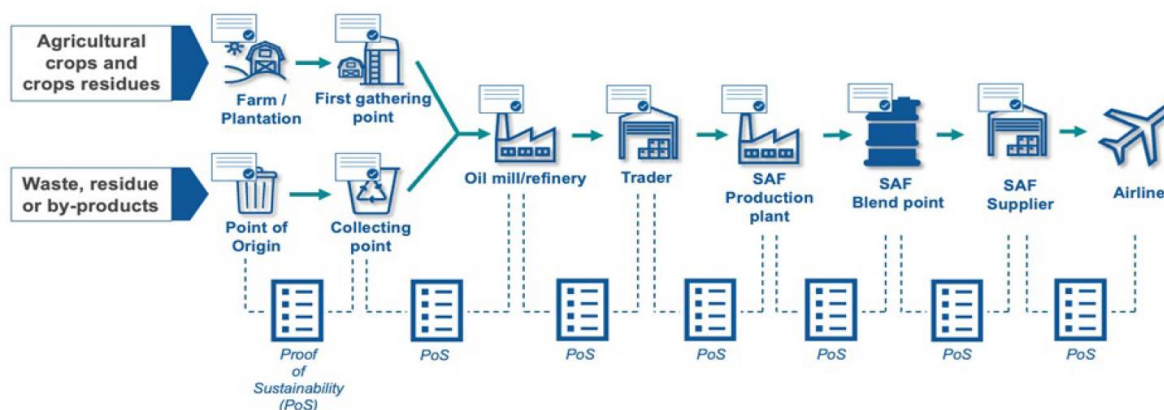 Agricultural
crops and
crops residues
Farm /
Plantation
First gathering
point
Waste, residue
or by-products
Point of
Origin
Collecting
point
Oil mill/refinery
Trader
SAF
Production
plant
SAF
Blend point
SAF
Supplier
Airline
Proof
of
Sustainability
(PoS)
PoS
PoS
PoS
PoS
PoS
PoS